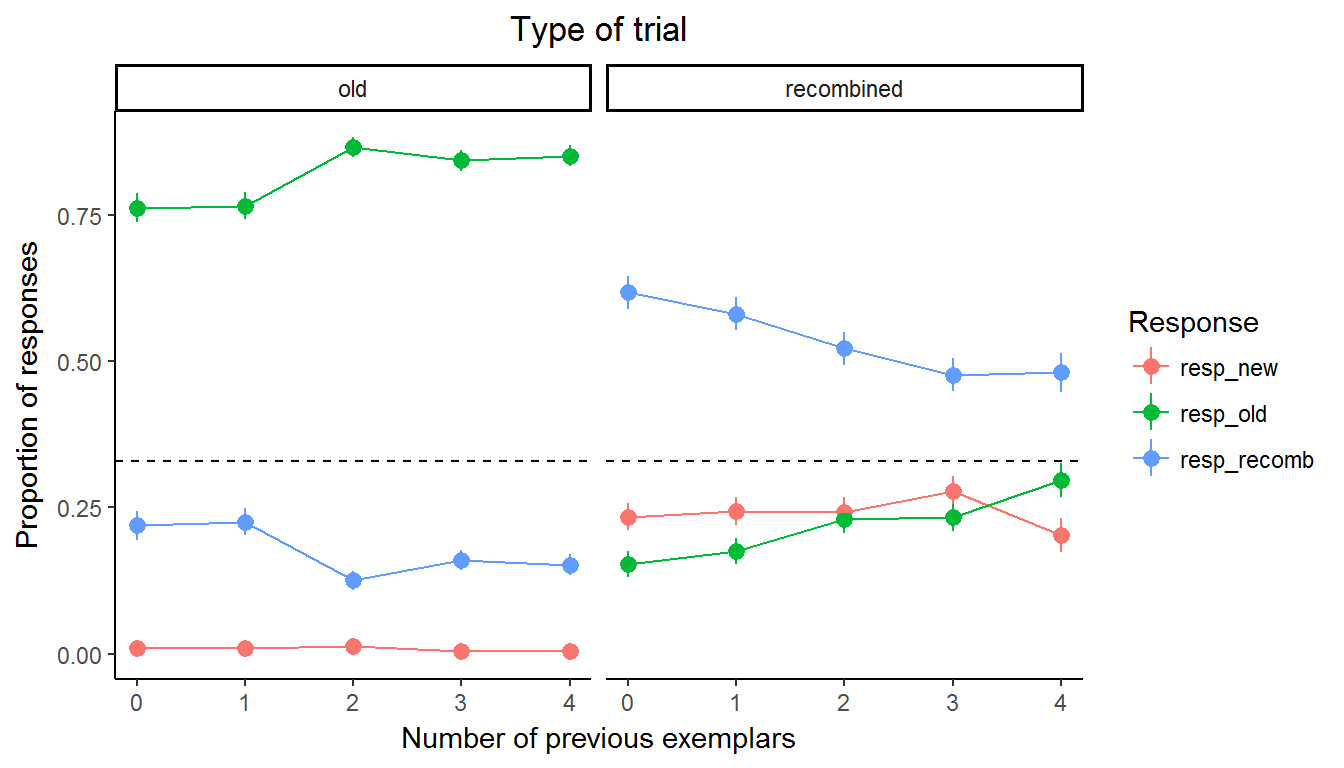 Type of trial
old
recombined
Proportion of responses
0.75
0.50
0.25
0.00
0 1 2 3 4
0 1 2 3 4
Number of previous exemplars
Response
resp_new
resp_old
resp_recomb